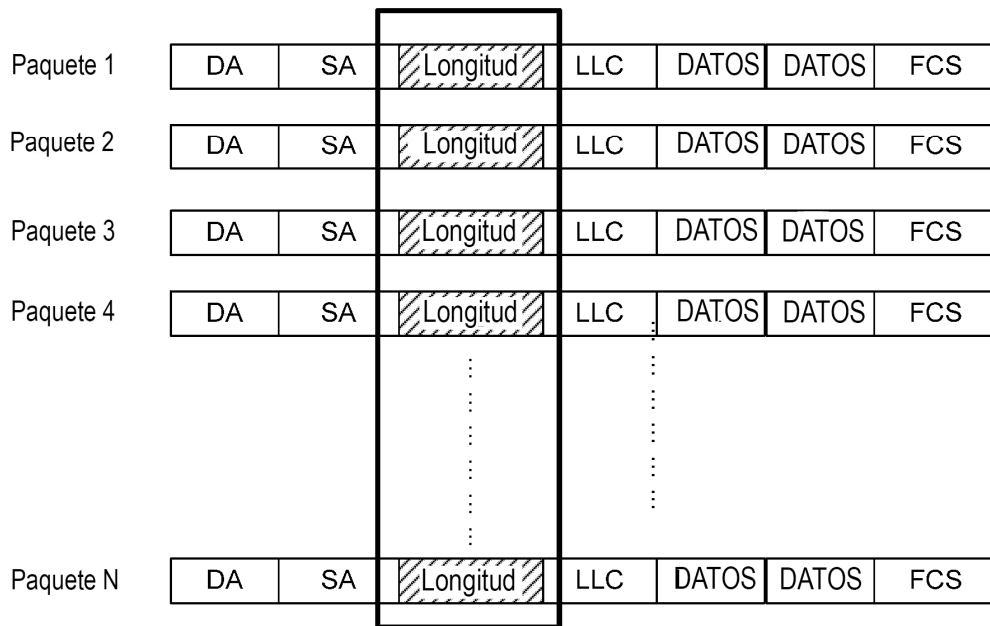 Paquete 1 DA SA Longitud LLC DATOS DATOS FCS
Paquete 2 DA SA Longitud LLC DATOS DATOS FCS
Paquete 3 DA SA Longitud LLC DATOS DATOS FCS
Paquete 4 DA SA Longitud LLC DATOS DATOS FCS
Paquete N DA SA Longitud LLC DATOS DATOS FCS